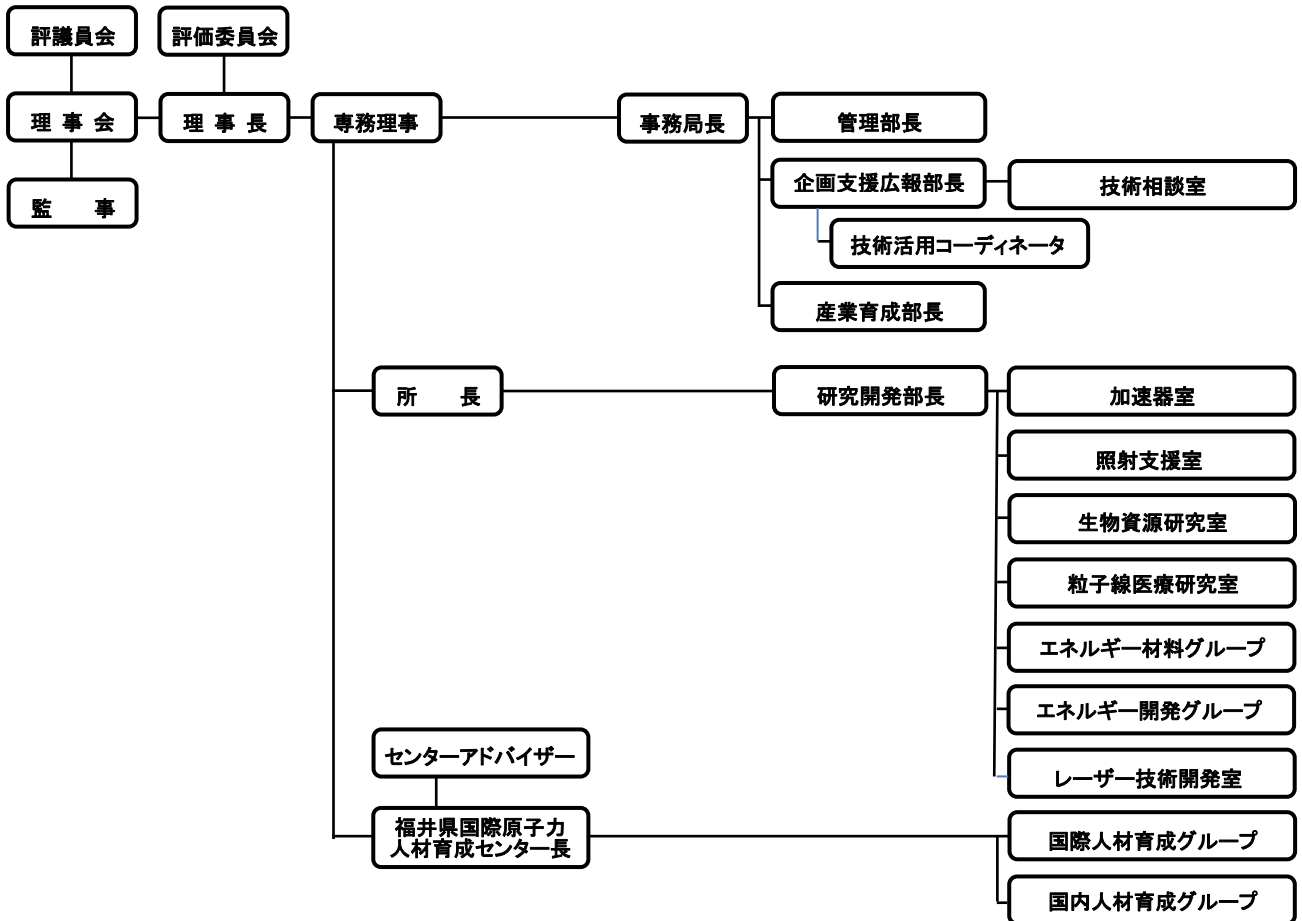 評議員会
評価委員会
理 事 会
理 事 長
専務理事
事務局長
管理部長
監 事
企画支援広報部長
技術相談室
技術活用コーディネータ
産業育成部長
所 長
研究開発部長
加速器室
照射支援室
生物資源研究室
粒子線医療研究室
エネルギー材料グループ
エネルギー開発グループ
センターアドバイザー
レーザー技術開発室
福井県国際原子力
人材育成センター長
国際人材育成グループ
国内人材育成グループ